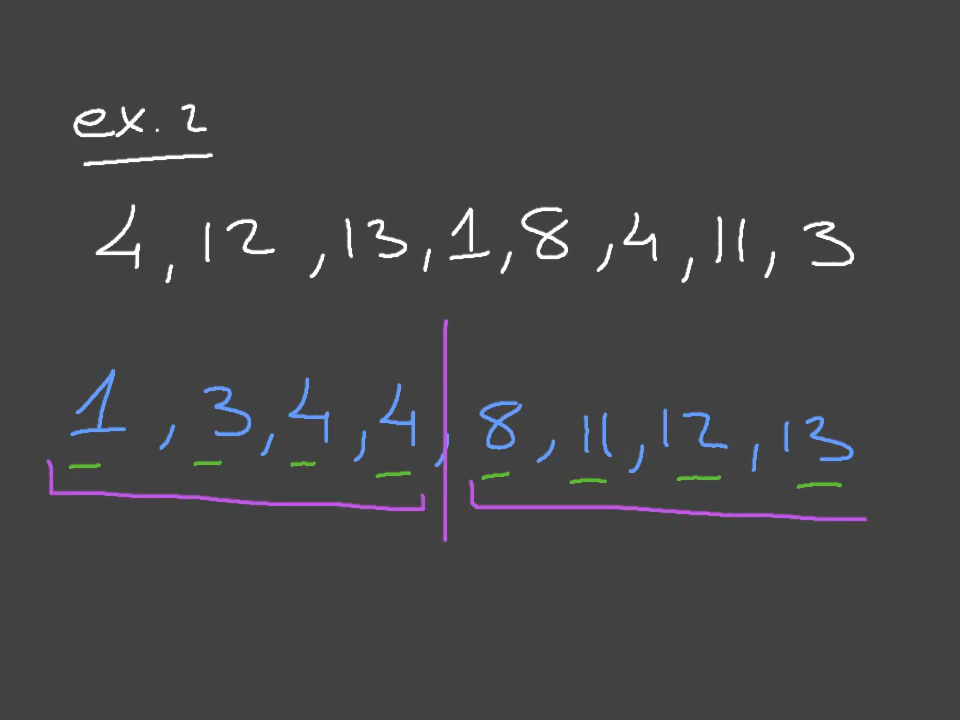 ex. 2
4, 12, 13, 1, 8, 4, 11, 3
1, 3, 4, 4, 8, 11, 12, 13